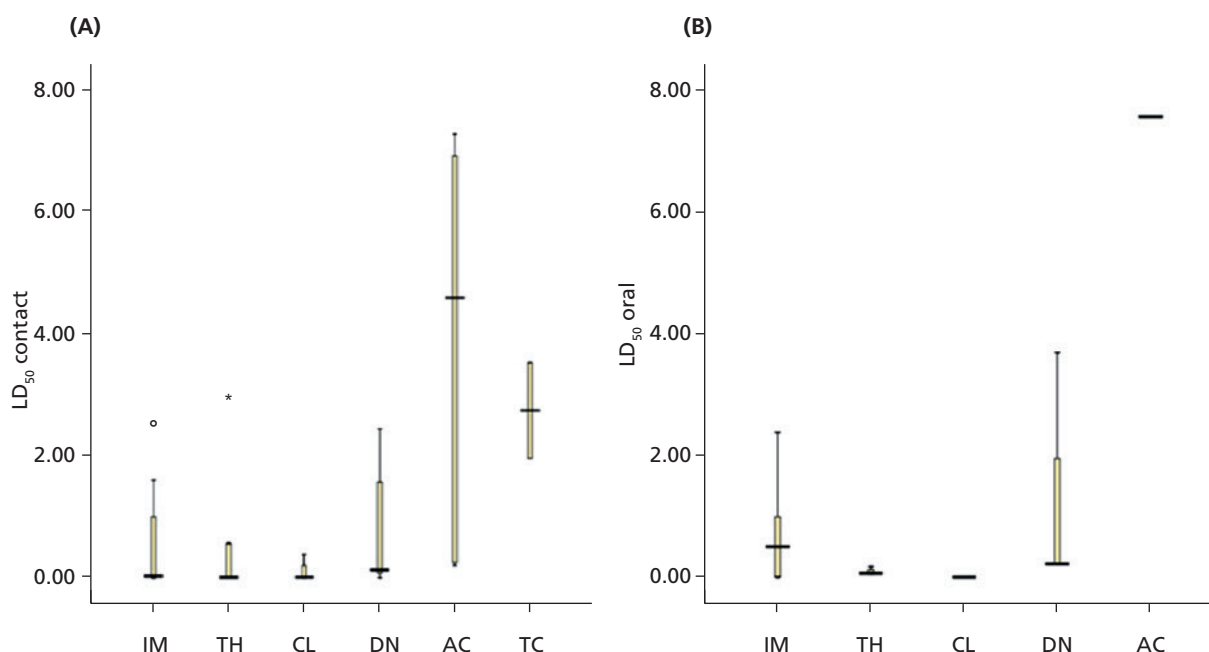 (A)
8.00
6.00
4.00
2.00
0.00
LD50 contact
IM TH CL DN AC TC
(B)
8.00
6.00
4.00
2.00
0.00
LD50 oral
IM TH CL DN AC